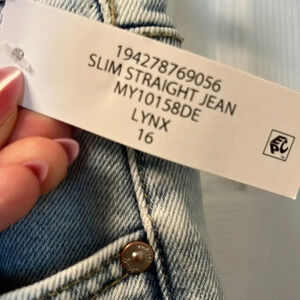 194278769056
SLIM STRAIGHT JEAN
MY10158DE
LYNX
16